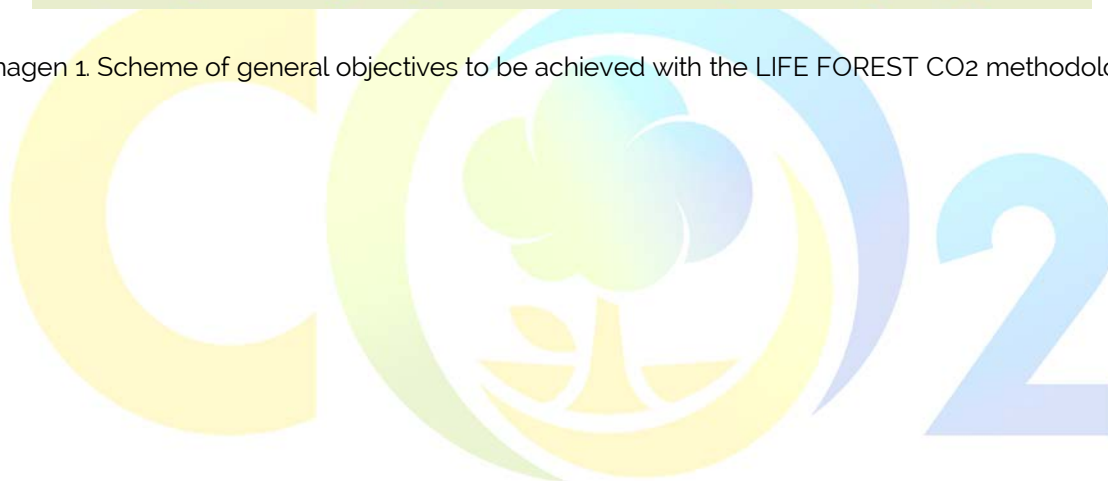 nagen 1. Scheme of general objectives to be achieved with the LIFE FOREST CO2 methodolo
CO2